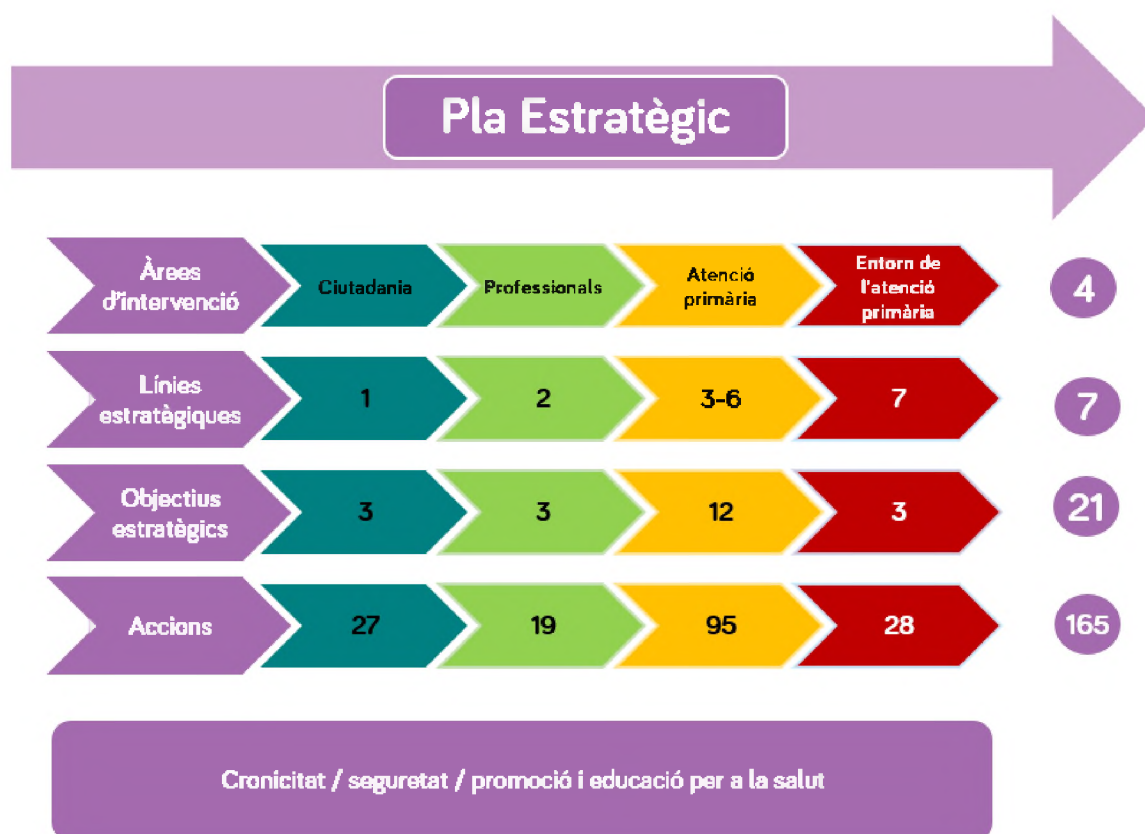 Pla Estratègic
Àrees
d'intervenció
Ciutadania
Professionals
Atenció
primària
Entorn de
l'atenció
primària
4
Línies
estratègiques
1
2
3-6
7
7
Objectius
estratègics
3
3
12
3
21
Accions
27
19
95
28
165
Cronicitat / seguretat / promoció i educació per a la salut